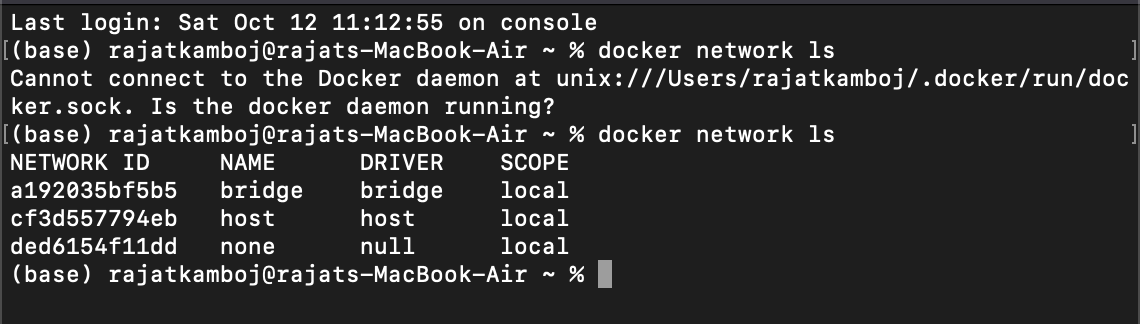 Last login: Sat Oct 12 11:12:55 on console
[(base) rajatkamboj@rajats-MacBook-Air ~ % docker network ls ]
Cannot connect to the Docker daemon at unix:///Users/rajatkamboj/.docker/run/doc
ker.sock. Is the docker daemon running?
[(base) rajatkamboj@rajats-MacBook-Air ~ % docker network ls ]
NETWORK ID NAME DRIVER SCOPE
a192035bf5b5 bridge bridge local
cf3d557794eb host host local
ded6154f11dd none null local
(base) rajatkamboj@rajats-MacBook-Air ~ %